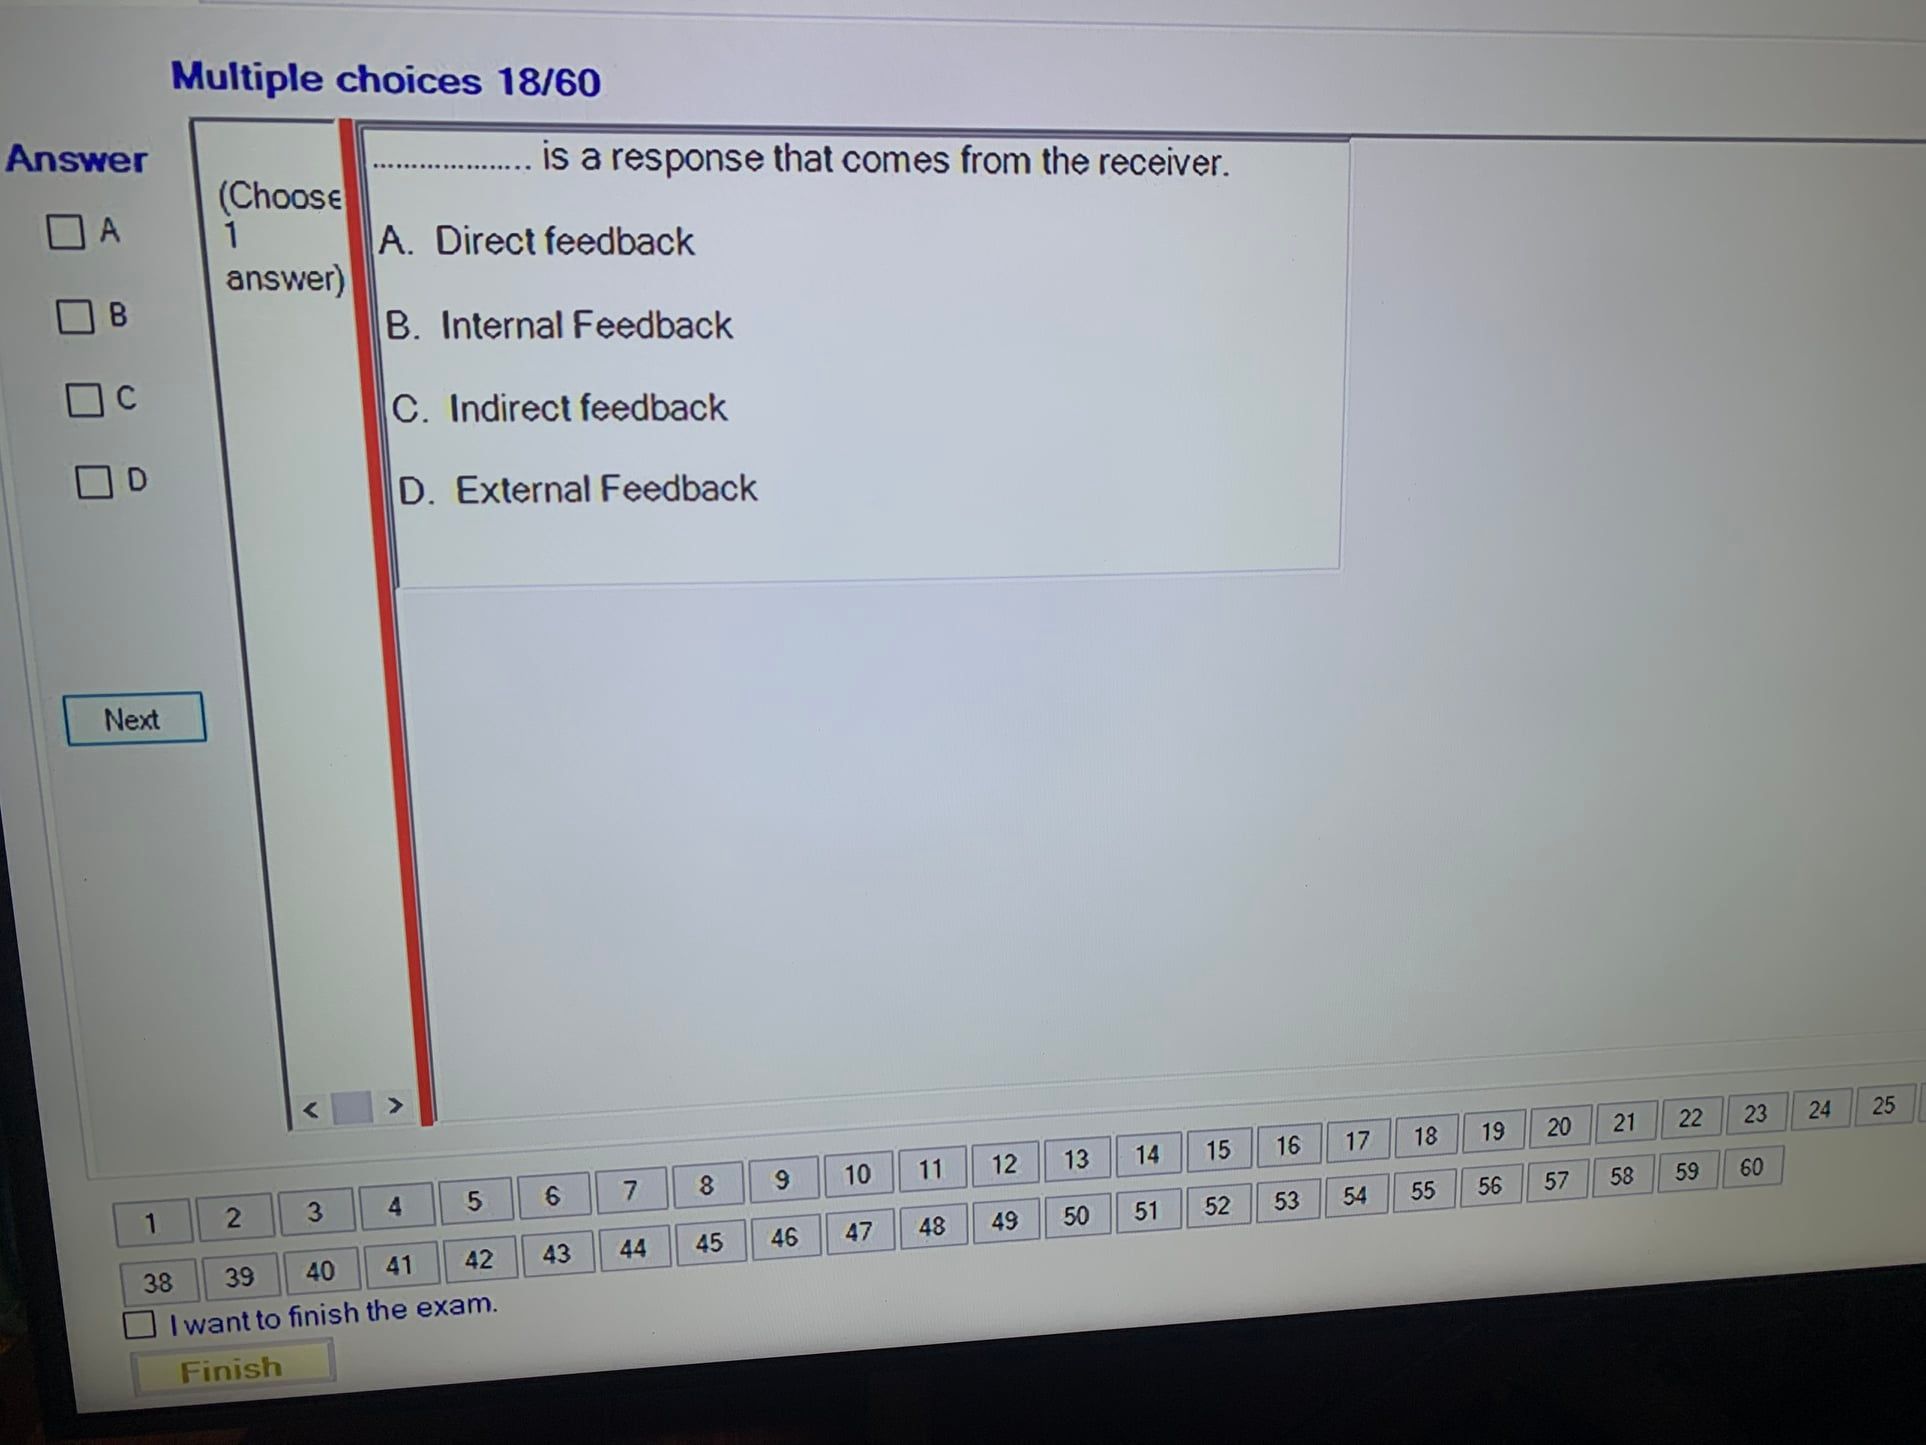 Multiple choices 18/60
Answer
A
B
C
D
Next
(Choose
1
answer)
..................... is a response that comes from the receiver.
A. Direct feedback
B. Internal Feedback
C. Indirect feedback
D. External Feedback
< >
1 2 3 4 5 6 7 8 9 10 11 12 13 14 15 16 17 18 19 20 21 22 23 24 25
38 39 40 41 42 43 44 45 46 47 48 49 50 51 52 53 54 55 56 57 58 59 60
I want to finish the exam.
Finish